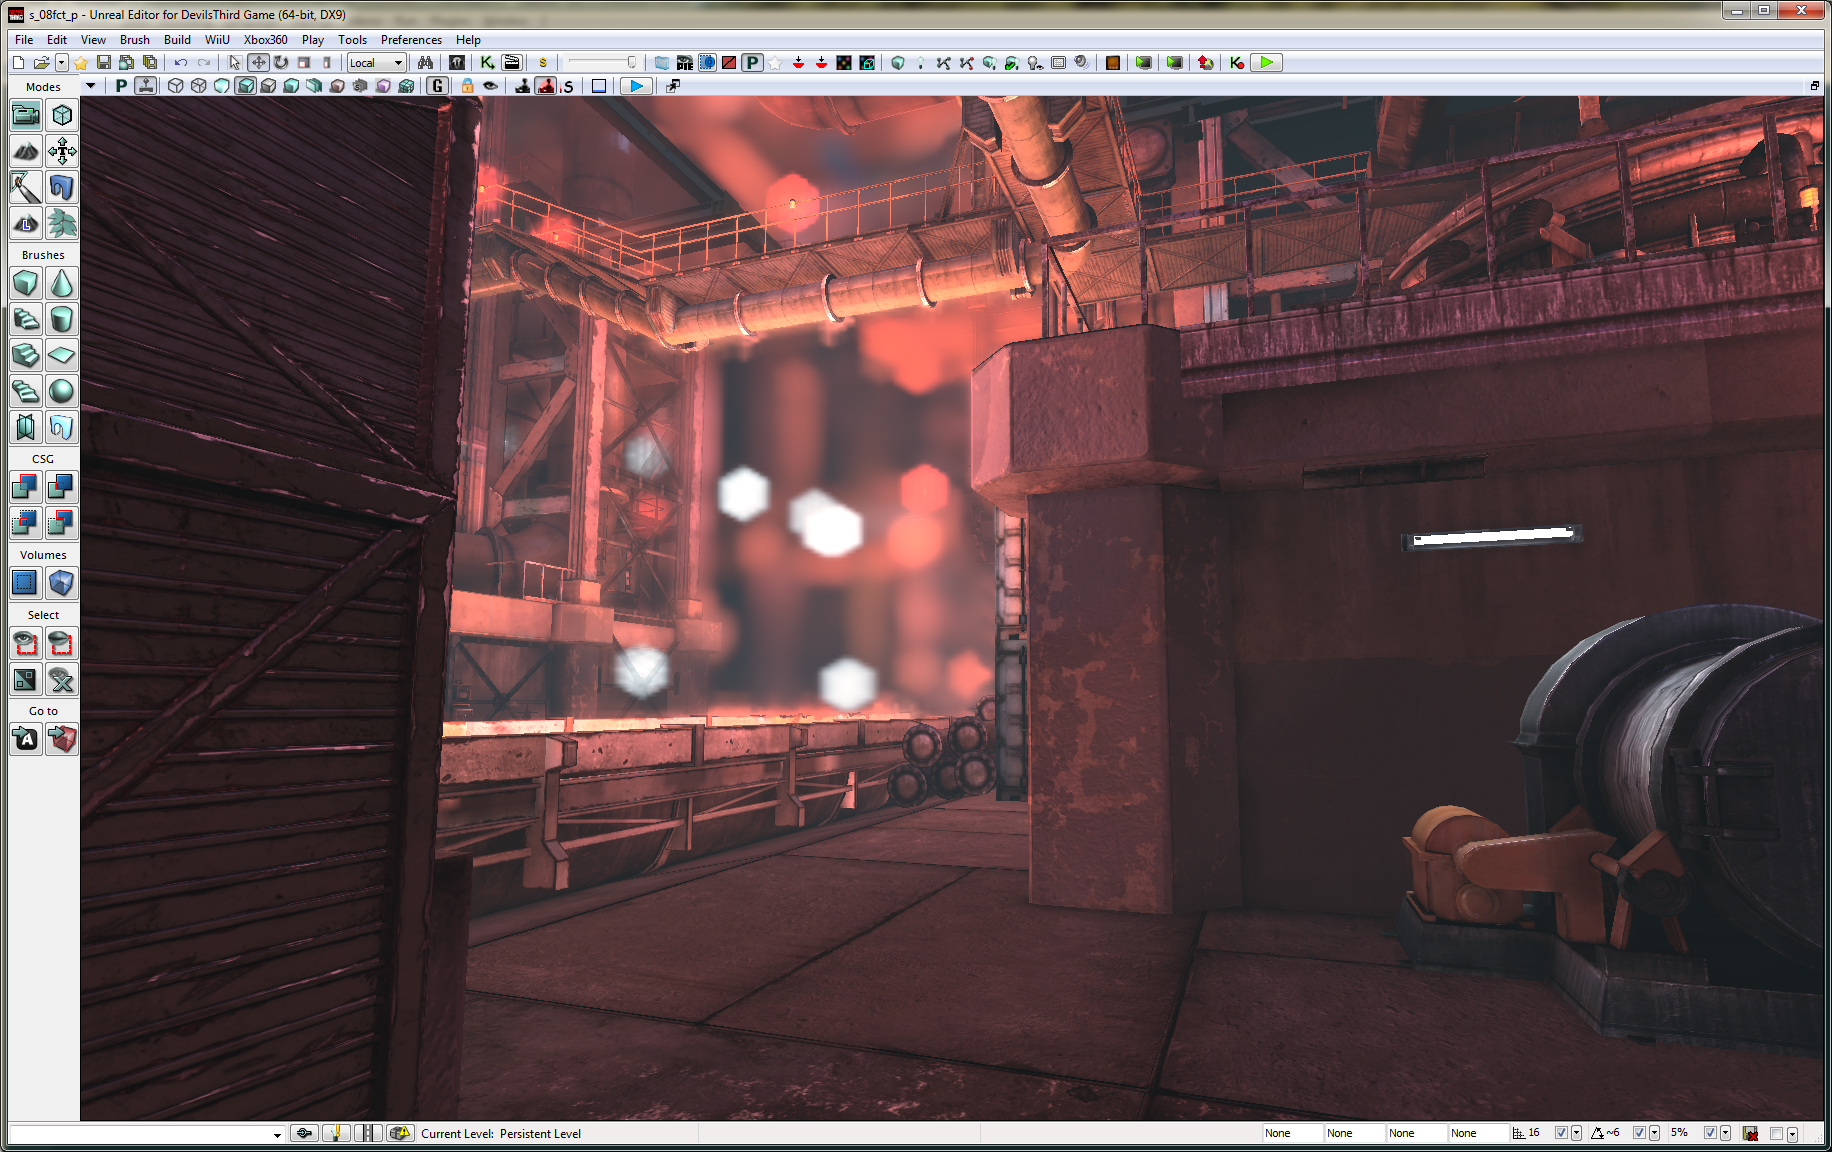 s_08fct_p - Unreal Editor for DevilsThird Game (64-bit, DX9)
File Edit View Brush Build WiiU Xbox360 Play Tools Preferences Help
Local
Modes
Brushes
CSG
Volumes
Select
Go to
Current Level: Persistent Level
None None None None 16 ~6 5%